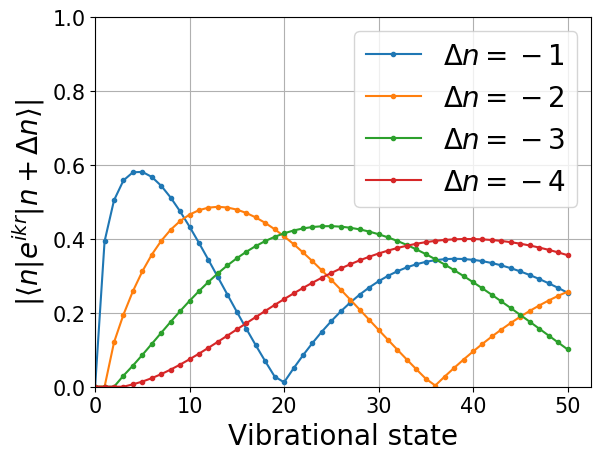 1.0
0.8
0.6
0.4
0.2
0.0
|⟨n|e^{ikr}|n + Δn⟩|
Δn = −1
Δn = −2
Δn = −3
Δn = −4
0 10 20 30 40 50
Vibrational state